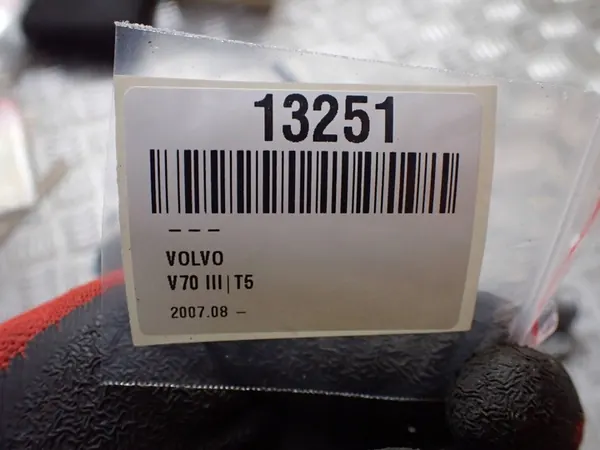 13251
– – –
VOLVO
V70 III|T5
2007.08 –